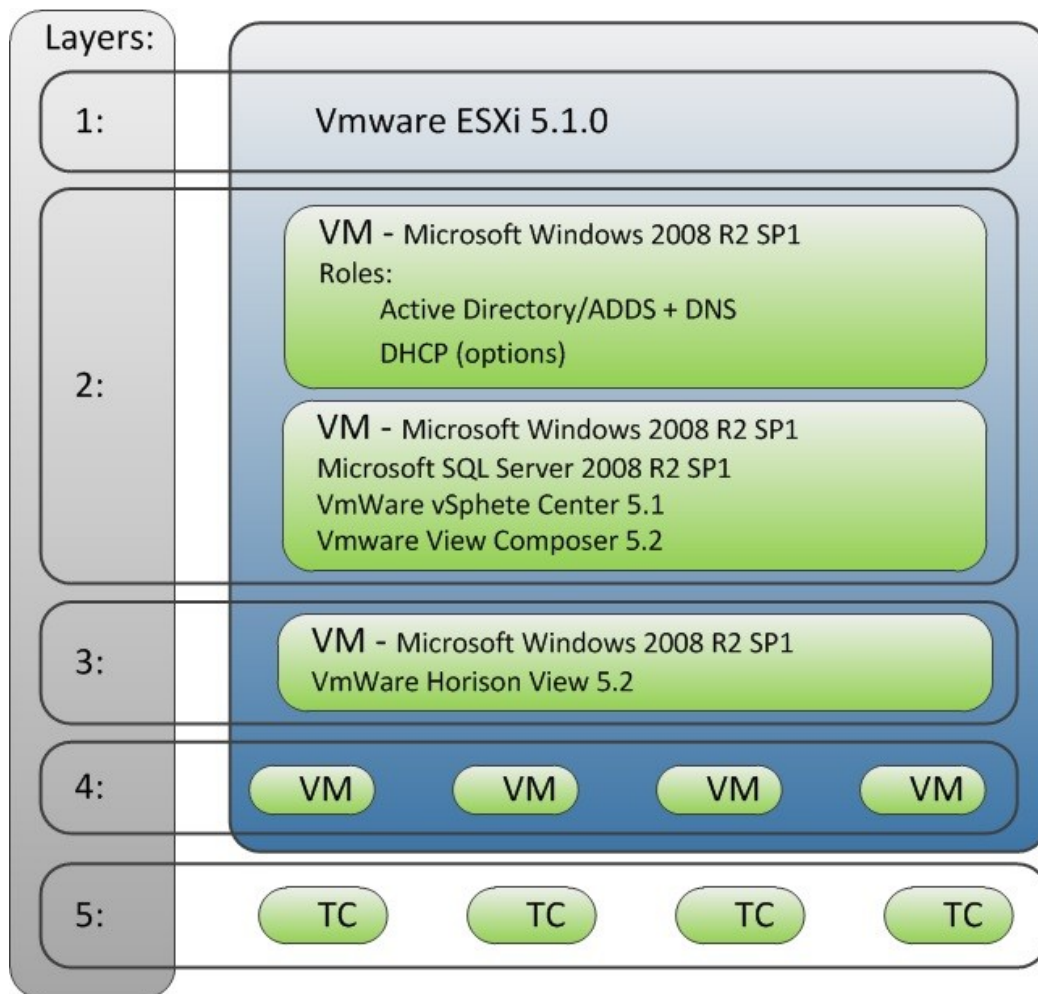 Layers:
1:
Vmware ESXi 5.1.0
2:
VM - Microsoft Windows 2008 R2 SP1
Roles:
Active Directory/ADDS + DNS
DHCP (options)
VM - Microsoft Windows 2008 R2 SP1
Microsoft SQL Server 2008 R2 SP1
VmWare vSphete Center 5.1
Vmware View Composer 5.2
3:
VM - Microsoft Windows 2008 R2 SP1
VmWare Horison View 5.2
4:
VM VM VM VM
5:
TC TC TC TC